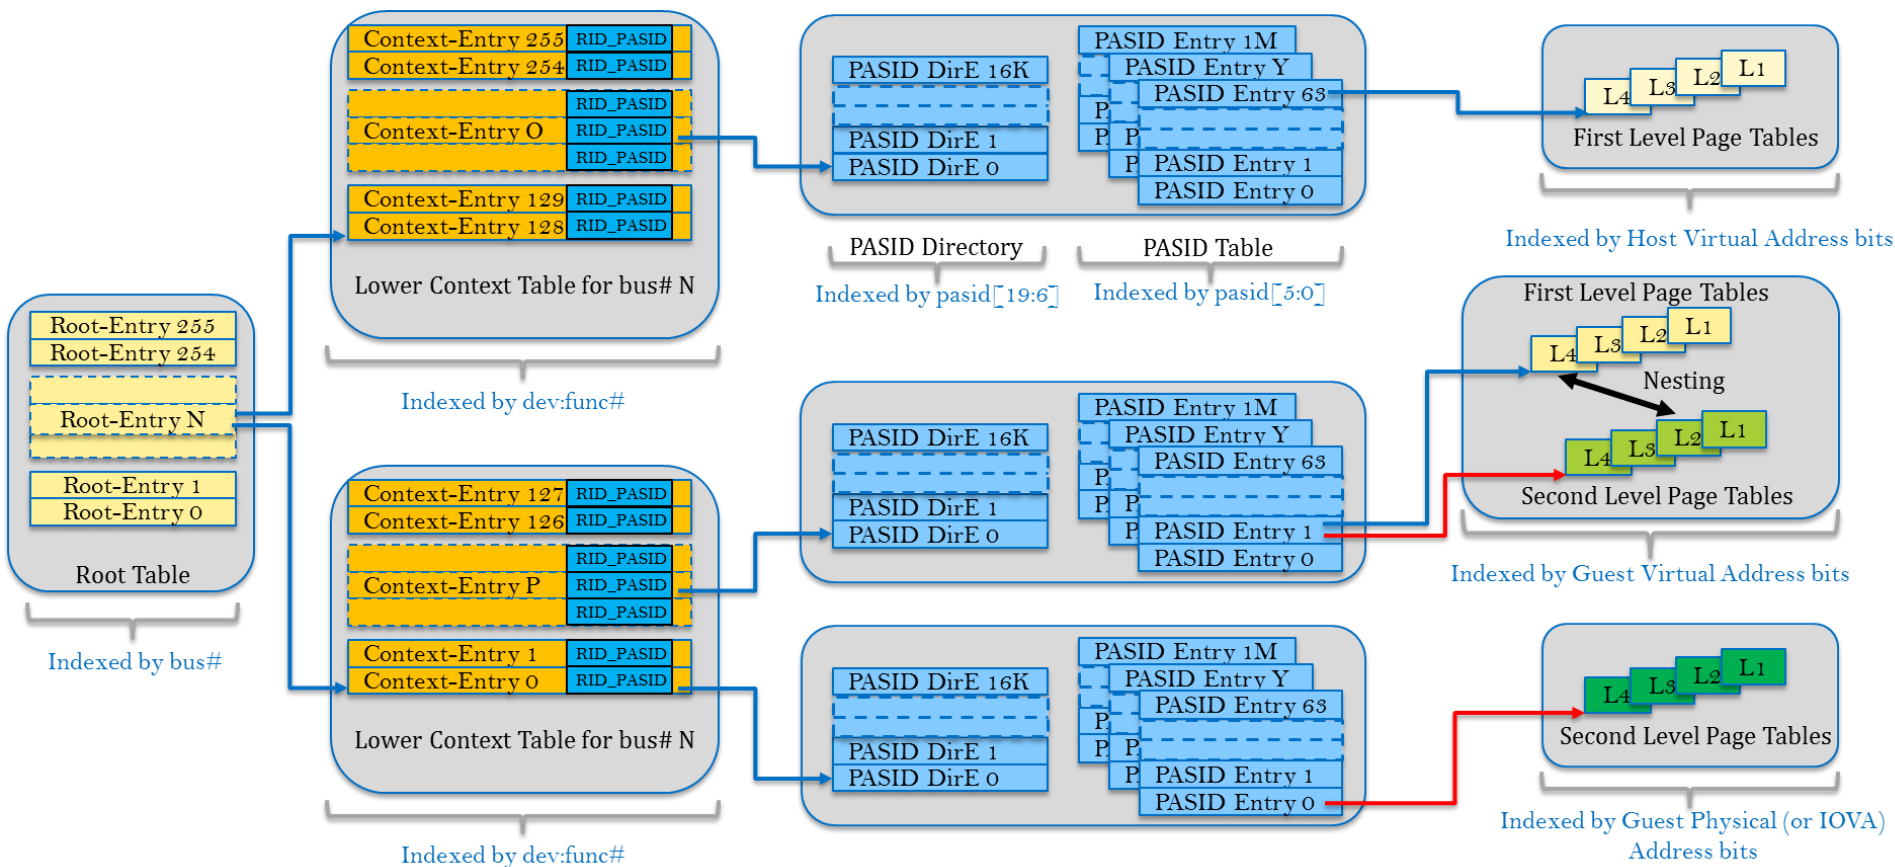 Root-Entry 255
Root-Entry 254
Root-Entry N
Root-Entry 1
Root-Entry 0
Root Table
Indexed by bus#
Context-Entry 255 RID_PASID
Context-Entry 254 RID_PASID
RID_PASID
Context-Entry O RID_PASID
RID_PASID
Context-Entry 129 RID_PASID
Context-Entry 128 RID_PASID
Lower Context Table for bus# N
Indexed by dev:func#
Context-Entry 127 RID_PASID
Context-Entry 126 RID_PASID
RID_PASID
Context-Entry P RID_PASID
RID_PASID
Context-Entry 1 RID_PASID
Context-Entry 0 RID_PASID
Lower Context Table for bus# N
Indexed by dev:func#
PASID DirE 16K
PASID DirE 1
PASID DirE 0
PASID Entry 1M
PASID Entry Y
PASID Entry 63
PASID Entry 1
PASID Entry 0
PASID Directory
Indexed by pasid[19:6]
PASID Table
Indexed by pasid[5:0]
L4 L3 L2 L1
First Level Page Tables
Indexed by Host Virtual Address bits
PASID DirE 16K
PASID DirE 1
PASID DirE 0
PASID Entry 1M
PASID Entry Y
PASID Entry 63
PASID Entry 1
PASID Entry 0
First Level Page Tables
L4 L3 L2 L1
Nesting
L4 L3 L2 L1
Second Level Page Tables
Indexed by Guest Virtual Address bits
PASID DirE 16K
PASID DirE 1
PASID DirE 0
PASID Entry 1M
PASID Entry Y
PASID Entry 63
PASID Entry 1
PASID Entry 0
L4 L3 L2 L1
Second Level Page Tables
Indexed by Guest Physical (or IOVA)
Address bits